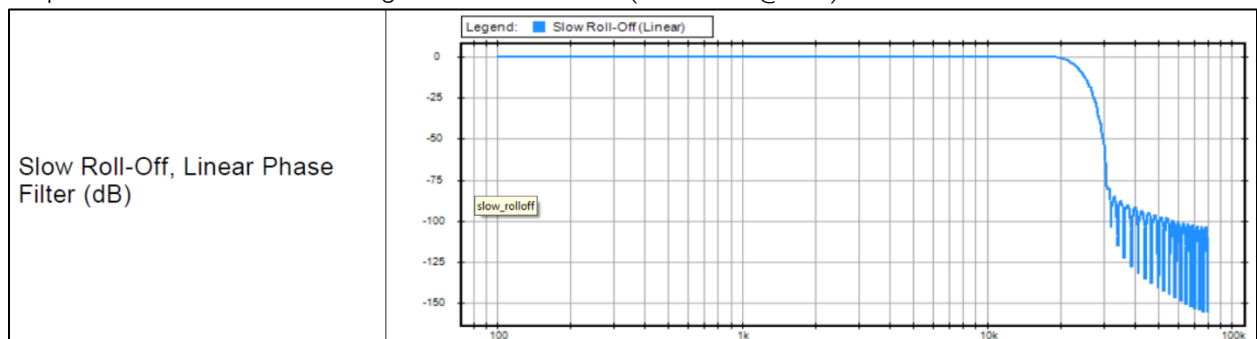 Legend: Slow Roll-Off (Linear)
0
-25
-50
Slow Roll-Off, Linear Phase
Filter (dB)
-75
slow_rolloff
-100
-125
-150
100 1k 10k 100k